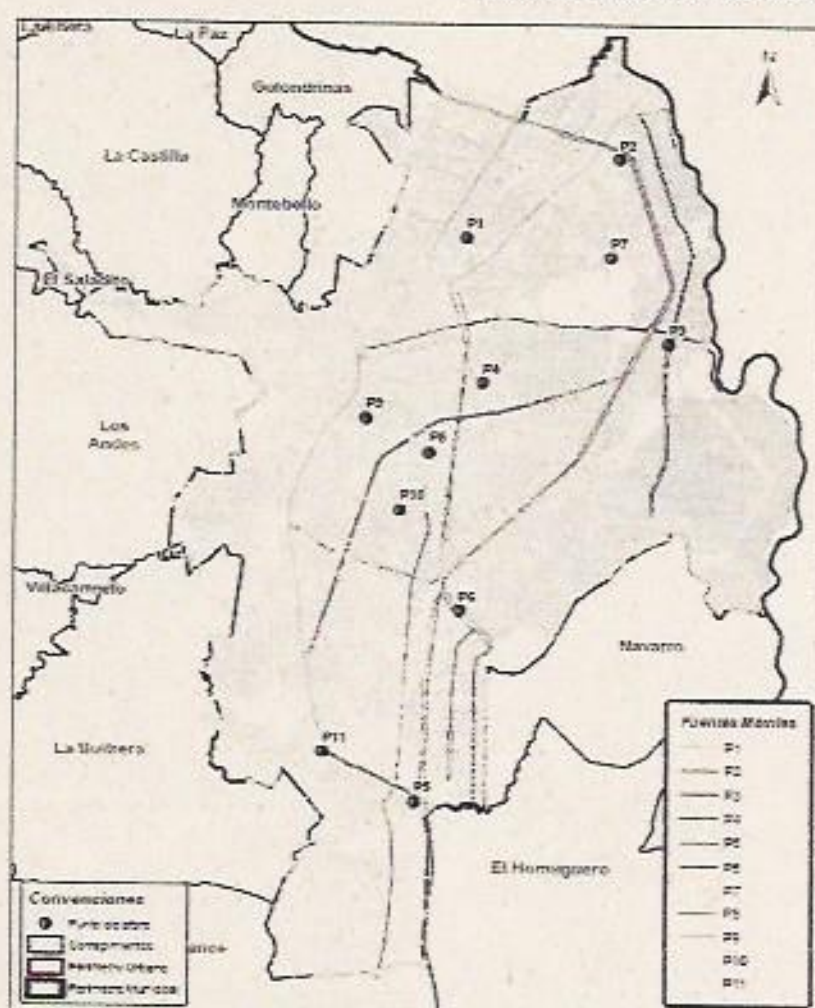 La Paz
Golondrinas
La Castilla
Montebello
El Saladito
Los
Andes
Villacarmelo
La Buitrera
Navarro
El Hormiguero
N
P2
P1
P7
P3
P4
P9
P8
P10
P6
P11
P5
Convenciones
Corregimientos
Perímetro Urbano
Perímetro Municipal
Fuentes Móviles
P1
P2
P3
P4
P5
P6
P7
P8
P9
P10
P11